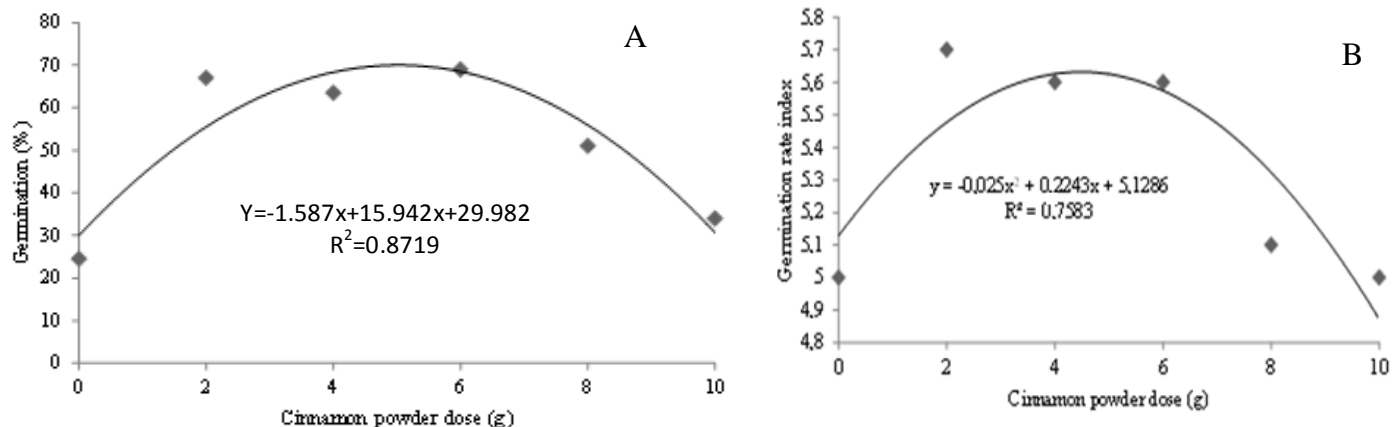 A
Germination (%)
80
70
60
50
40
30
20
10
0
Y=-1.587x+15.942x+29.982
R²=0.8719
0 2 4 6 8 10
Cinnamon powder dose (g)
B
Germination rate index
5,8
5,7
5,6
5,5
5,4
5,3
5,2
5,1
5
4,9
4,8
y = -0,025x² + 0.2243x + 5,1286
R² = 0.7583
0 2 4 6 8 10
Cinnamon powder dose (g)